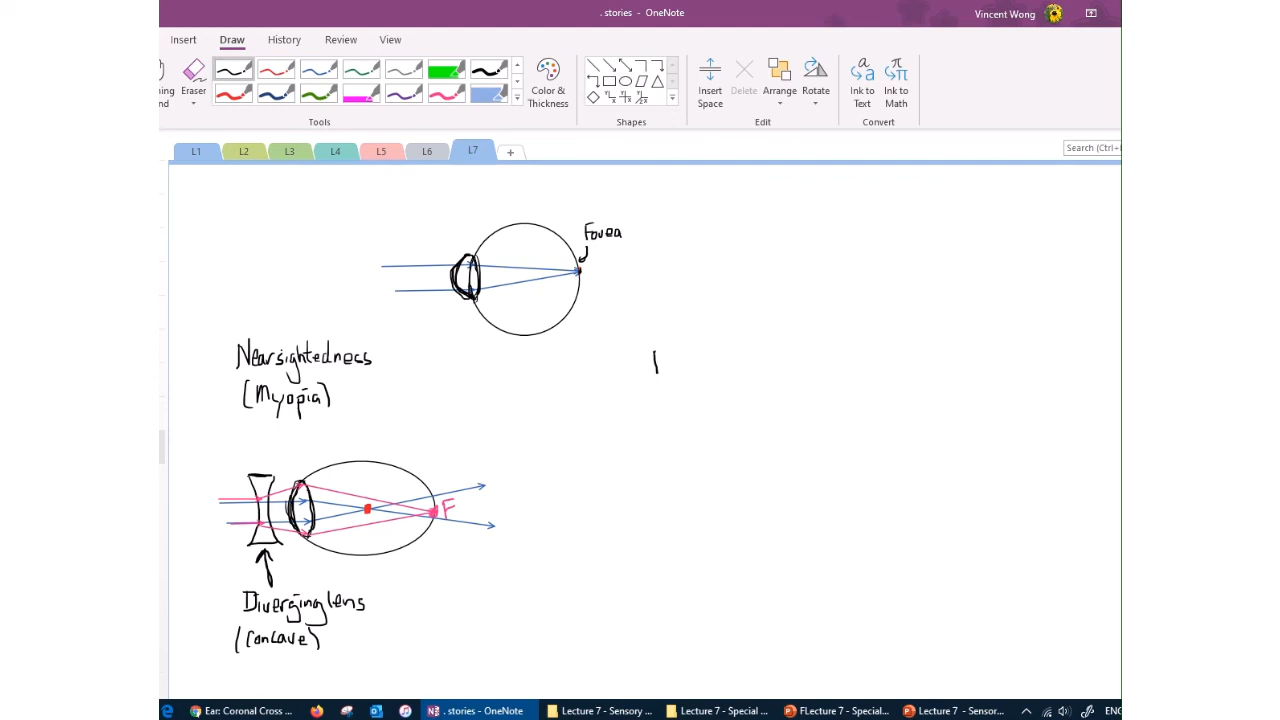 . stories - OneNote
Vincent Wong
Insert Draw History Review View
Eraser
Color &
Thickness
Insert
Space
Delete
Arrange
Rotate
Ink to
Text
Ink to
Math
Tools
Shapes
Edit
Convert
L1 L2 L3 L4 L5 L6 L7 +
Search (Ctrl+
Fovea
Nearsightedness
(Myopia)
F
Diverging lens
(Concave)
Ear: Coronal Cross ...
. stories - OneNote
Lecture 7 - Sensory ...
Lecture 7 - Special ...
FLecture 7 - Special...
Lecture 7 - Sensor...
ENG